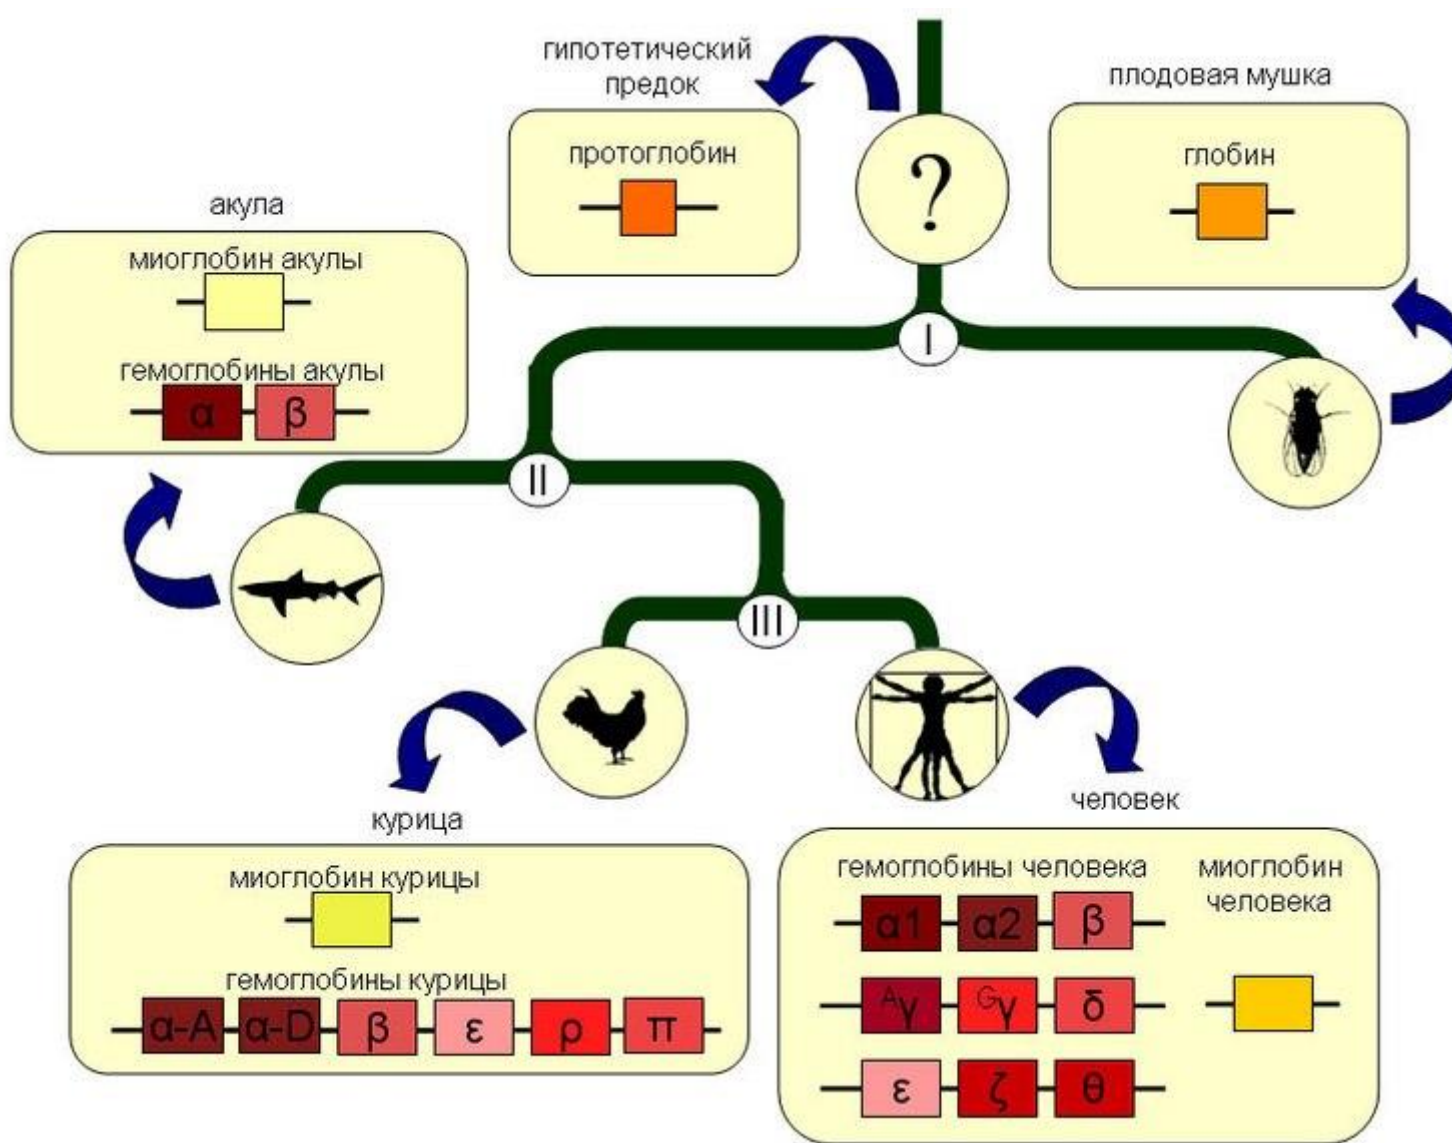 гипотетический
предок
протоглобин
?
плодовая мушка
глобин
акула
миоглобин акулы
гемоглобины акулы
α β
I
II
III
курица
миоглобин курицы
гемоглобины курицы
α-A α-D β ε ρ π
человек
гемоглобины человека
α1 α2 β
Aγ Gγ δ
ε ζ θ
миоглобин
человека